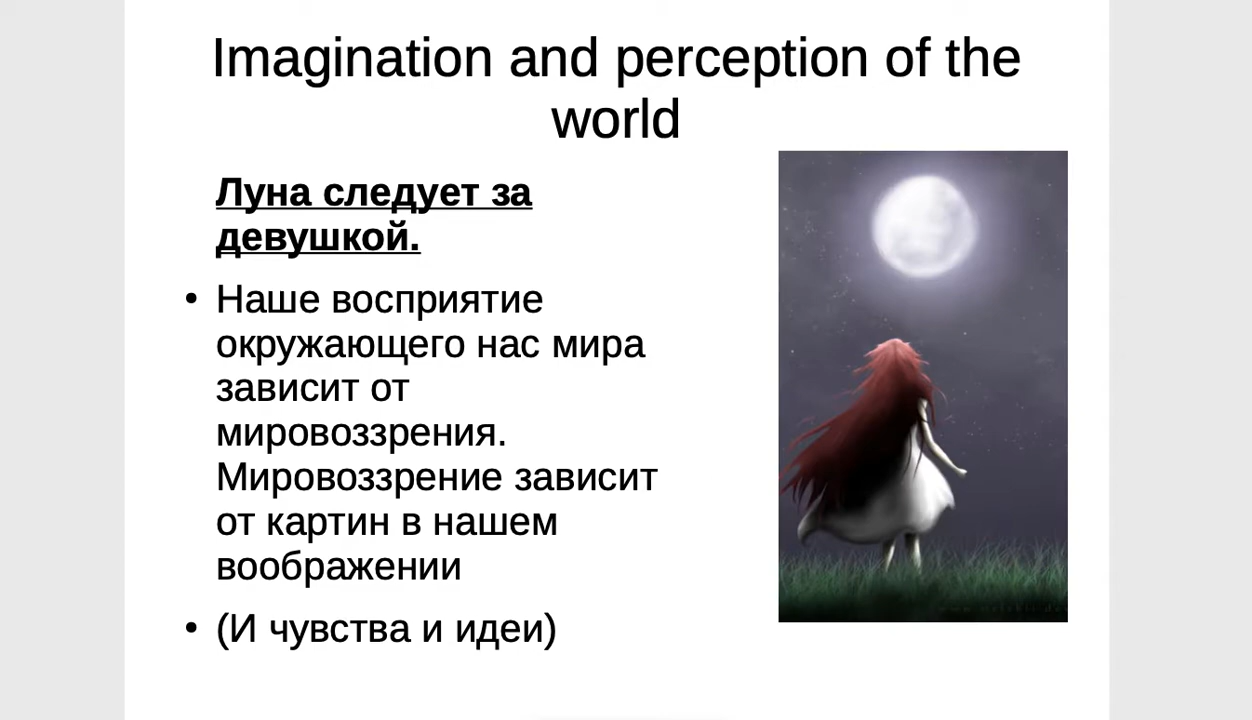 Imagination and perception of the
world
Луна следует за
девушкой.
• Наше восприятие
окружающего нас мира
зависит от
мировоззрения.
Мировоззрение зависит
от картин в нашем
воображении
• (И чувства и идеи)